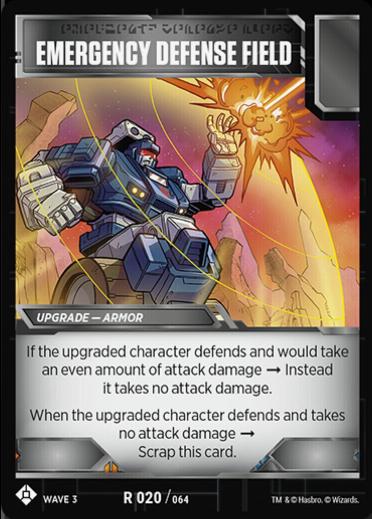 EMERGENCY DEFENSE FIELD
UPGRADE — ARMOR
If the upgraded character defends and would take
an even amount of attack damage → Instead
it takes no attack damage.
When the upgraded character defends and takes
no attack damage →
Scrap this card.
WAVE 3
R 020 / 064
TM & © Hasbro. © Wizards.